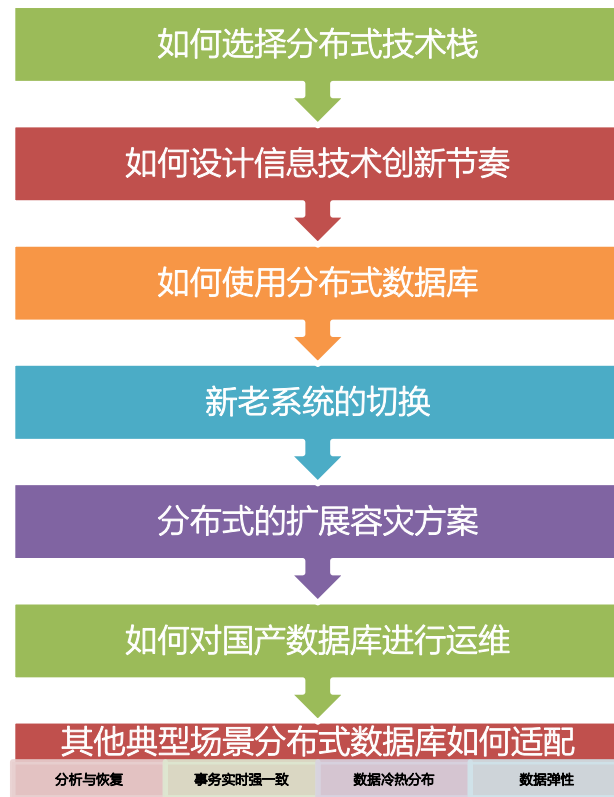 如何选择分布式技术栈
如何设计信息技术创新节奏
如何使用分布式数据库
新老系统的切换
分布式的扩展容灾方案
如何对国产数据库进行运维
其他典型场景分布式数据库如何适配
分析与恢复
事务实时强一致
数据冷热分布
数据弹性